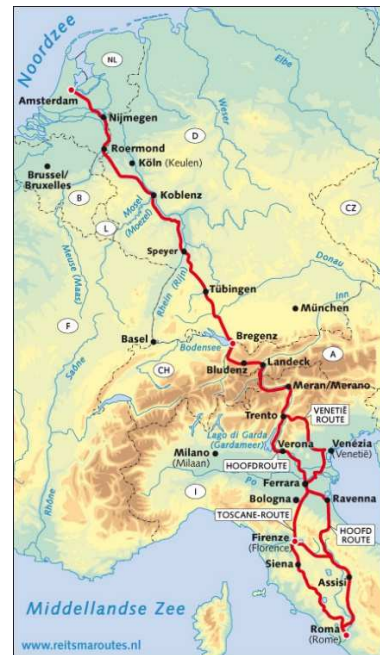 Noordzee
NL
Elbe
Amsterdam
Weser
Nijmegen
Roermond
D
Köln (Keulen)
Brussel/
Bruxelles
B
Koblenz
Mosel
(Moezel)
L
CZ
Meuse (Maas)
Speyer
Rhein (Rijn)
Donau
Tübingen
Inn
München
F
Basel
Bregenz
Bodensee
Saône
CH
Bludenz
Landeck
A
Meran/Merano
Trento
VENETIË
ROUTE
Lago di Garda
(Gardameer)
Verona
Venézia
(Venetië)
Milano
(Milaan)
HOOFDROUTE
Rhône
Po
Ferrara
I
Bologna
Ravenna
TOSCANE-ROUTE
HOOFD
ROUTE
Firenze
(Florence)
Siena
Assisi
Middellandse Zee
Roma
(Rome)
www.reitsmaroutes.nl